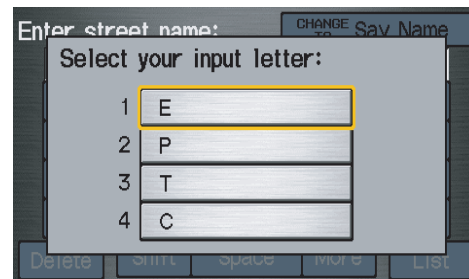 Enter street name: CHANGE TO Say Name
Select your input letter:
1 E
2 P
3 T
4 C
Delete Shift Space More List